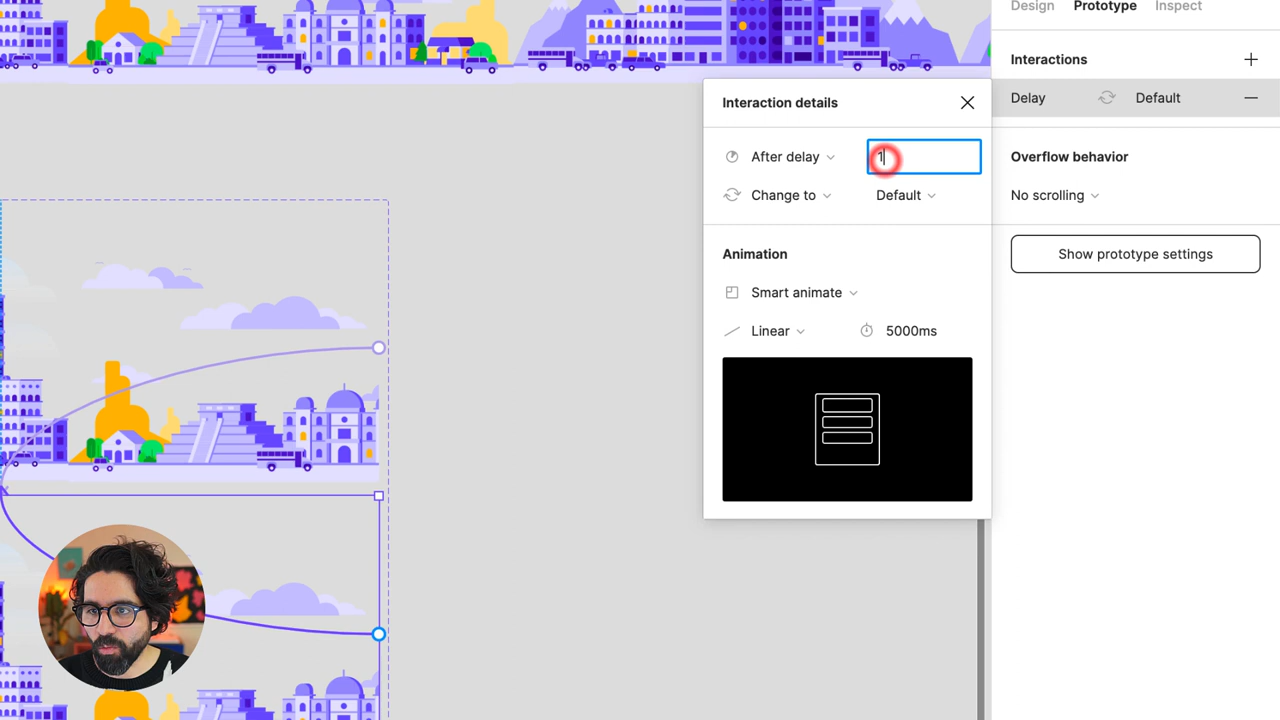 Design Prototype Inspect
Interactions
Delay Default
Interaction details
After delay 1
Change to Default
Overflow behavior
No scrolling
Show prototype settings
Animation
Smart animate
Linear 5000ms